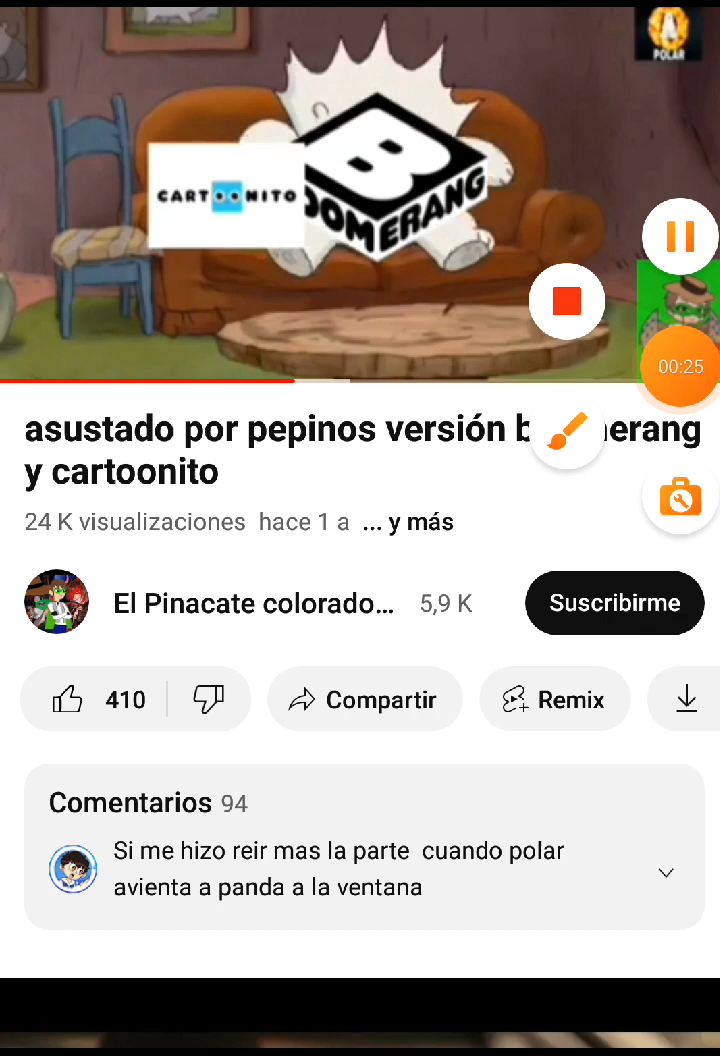 POLAR
CARTOONITO
BOOMERANG
00:25
asustado por pepinos versión b erang
y cartoonito
24 K visualizaciones hace 1 a ... y más
El Pinacate colorado... 5,9 K Suscribirme
410 Compartir Remix
Comentarios 94
Si me hizo reir mas la parte cuando polar
avienta a panda a la ventana